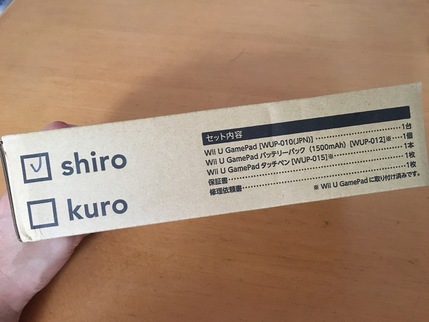 shiro
kuro
セット内容
Wii U GamePad [WUP-010(JPN)]……1台
Wii U GamePad バッテリーパック (1500mAh) [WUP-012]※……1個
Wii U GamePad タッチペン [WUP-015]※……1本
保証書……1枚
修理依頼書……1枚
※ Wii U GamePad に取り付け済みです。